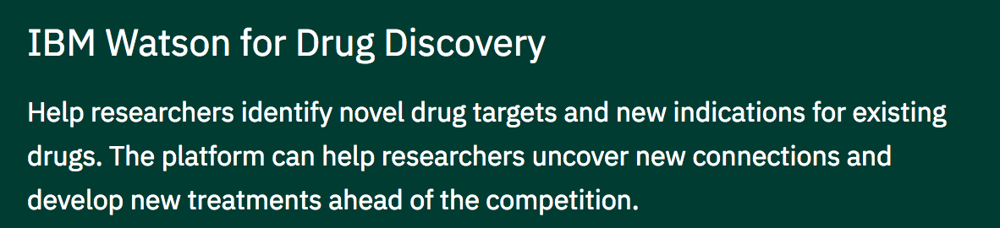 IBM Watson for Drug Discovery
Help researchers identify novel drug targets and new indications for existing
drugs. The platform can help researchers uncover new connections and
develop new treatments ahead of the competition.